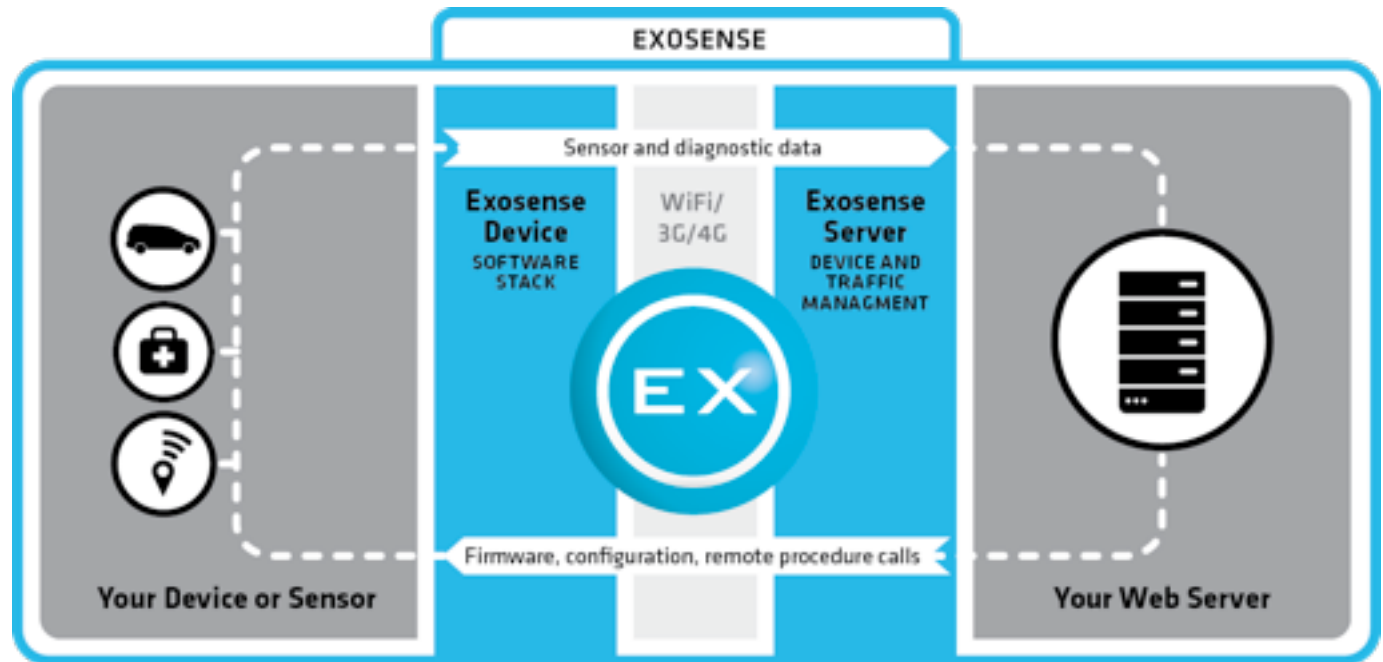 EXOSENSE
Sensor and diagnostic data
Exosense
Device
SOFTWARE
STACK
WiFi/
3G/4G
Exosense
Server
DEVICE AND
TRAFFIC
MANAGMENT
EX
Firmware, configuration, remote procedure calls
Your Device or Sensor
Your Web Server